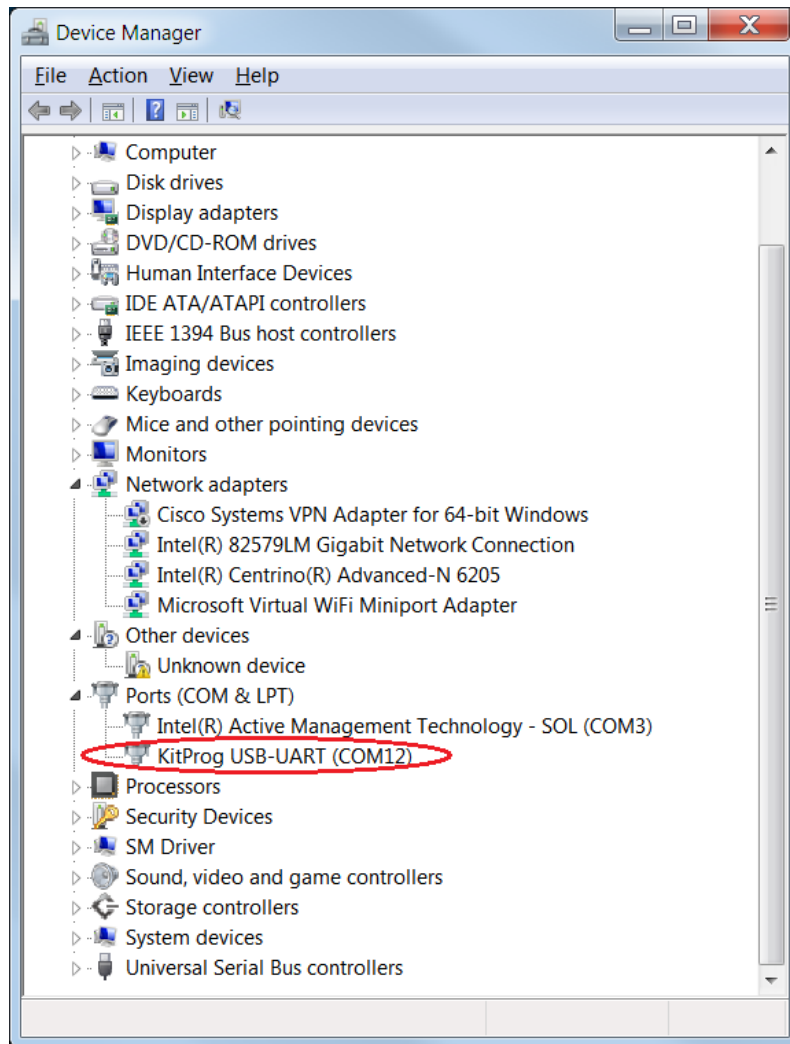 Device Manager
File Action View Help
Computer
Disk drives
Display adapters
DVD/CD-ROM drives
Human Interface Devices
IDE ATA/ATAPI controllers
IEEE 1394 Bus host controllers
Imaging devices
Keyboards
Mice and other pointing devices
Monitors
Network adapters
Cisco Systems VPN Adapter for 64-bit Windows
Intel(R) 82579LM Gigabit Network Connection
Intel(R) Centrino(R) Advanced-N 6205
Microsoft Virtual WiFi Miniport Adapter
Other devices
Unknown device
Ports (COM & LPT)
Intel(R) Active Management Technology - SOL (COM3)
KitProg USB-UART (COM12)
Processors
Security Devices
SM Driver
Sound, video and game controllers
Storage controllers
System devices
Universal Serial Bus controllers